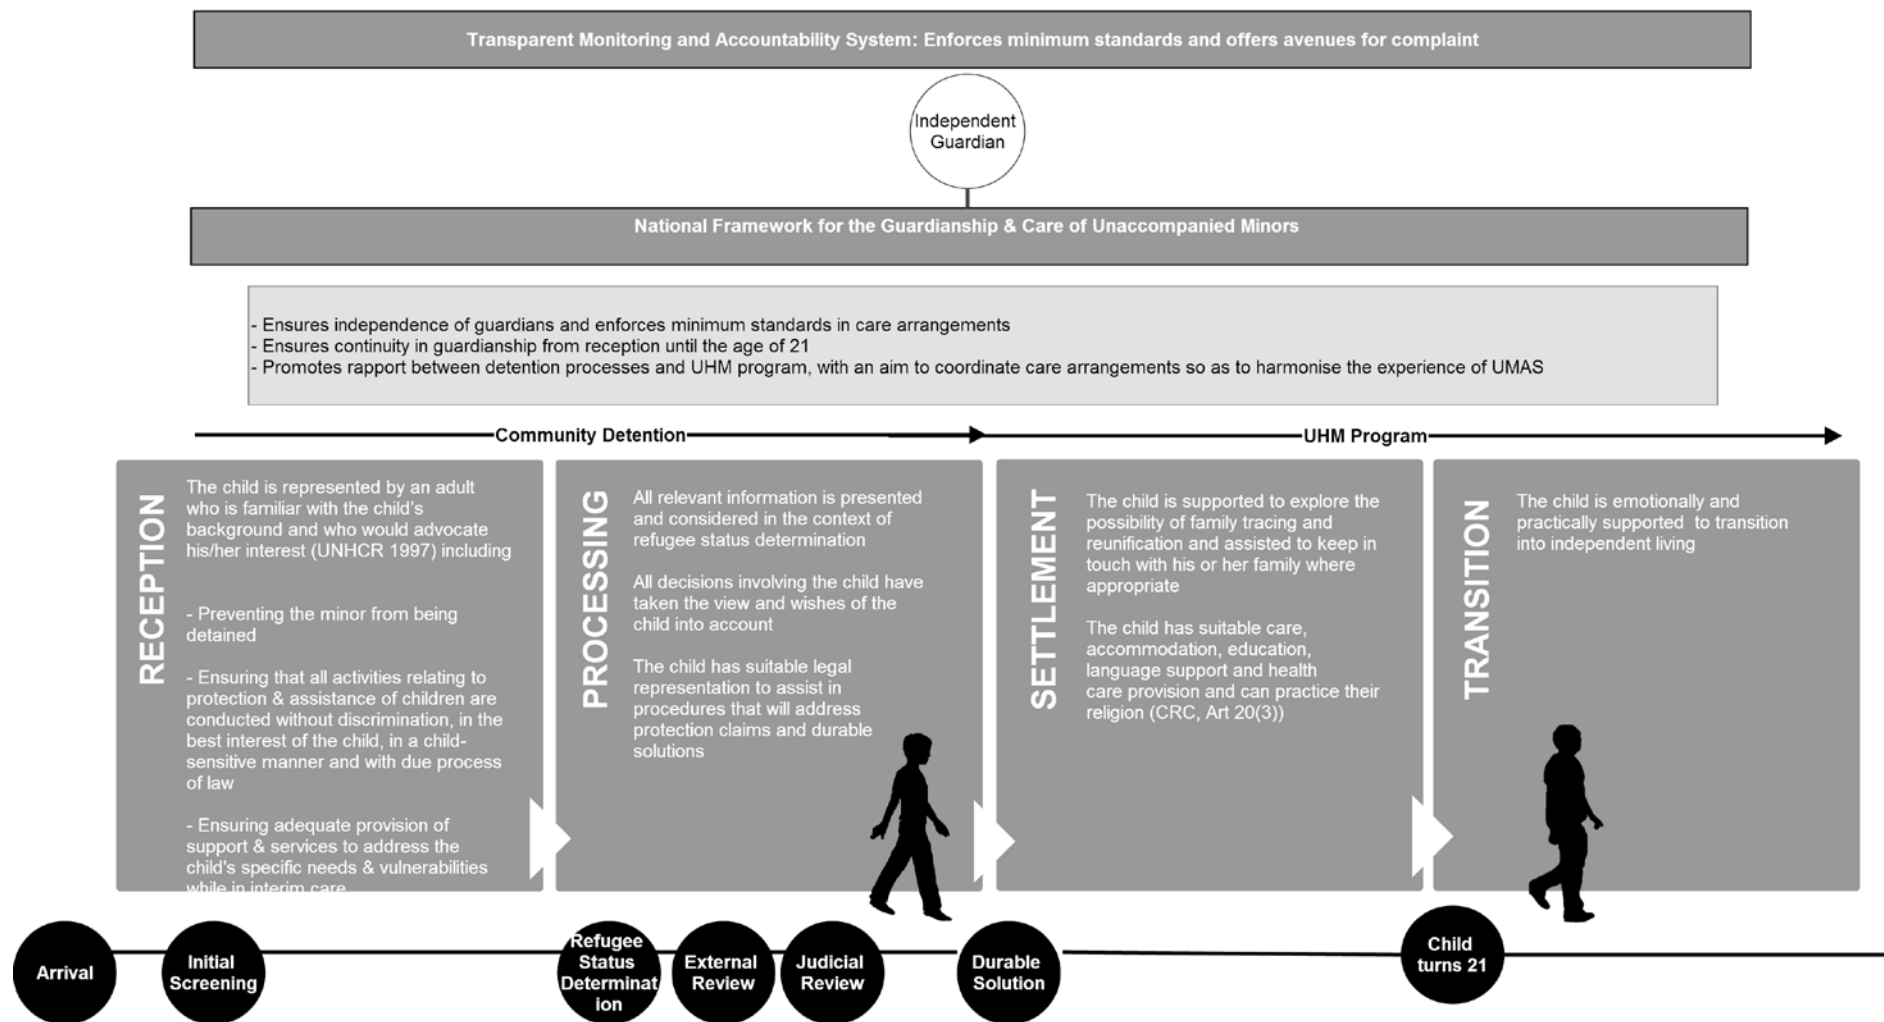 Transparent Monitoring and Accountability System: Enforces minimum standards and offers avenues for complaint
Independent
Guardian
National Framework for the Guardianship & Care of Unaccompanied Minors
- Ensures independence of guardians and enforces minimum standards in care arrangements
- Ensures continuity in guardianship from reception until the age of 21
- Promotes rapport between detention processes and UHM program, with an aim to coordinate care arrangements so as to harmonise the experience of UMAS
Community Detention
UHM Program
RECEPTION
The child is represented by an adult
who is familiar with the child's
background and who would advocate
his/her interest (UNHCR 1997) including
- Preventing the minor from being
detained
- Ensuring that all activities relating to
protection & assistance of children are
conducted without discrimination, in the
best interest of the child, in a child-
sensitive manner and with due process
of law
- Ensuring adequate provision of
support & services to address the
child's specific needs & vulnerabilities
while in interim care
PROCESSING
All relevant information is presented
and considered in the context of
refugee status determination
All decisions involving the child have
taken the view and wishes of the
child into account
The child has suitable legal
representation to assist in
procedures that will address
protection claims and durable
solutions
SETTLEMENT
The child is supported to explore the
possibility of family tracing and
reunification and assisted to keep in
touch with his or her family where
appropriate
The child has suitable care,
accommodation, education,
language support and health
care provision and can practice their
religion (CRC, Art 20(3))
TRANSITION
The child is emotionally and
practically supported to transition
into independent living
Arrival
Initial
Screening
Refugee
Status
Determinat
ion
External
Review
Judicial
Review
Durable
Solution
Child
turns 21